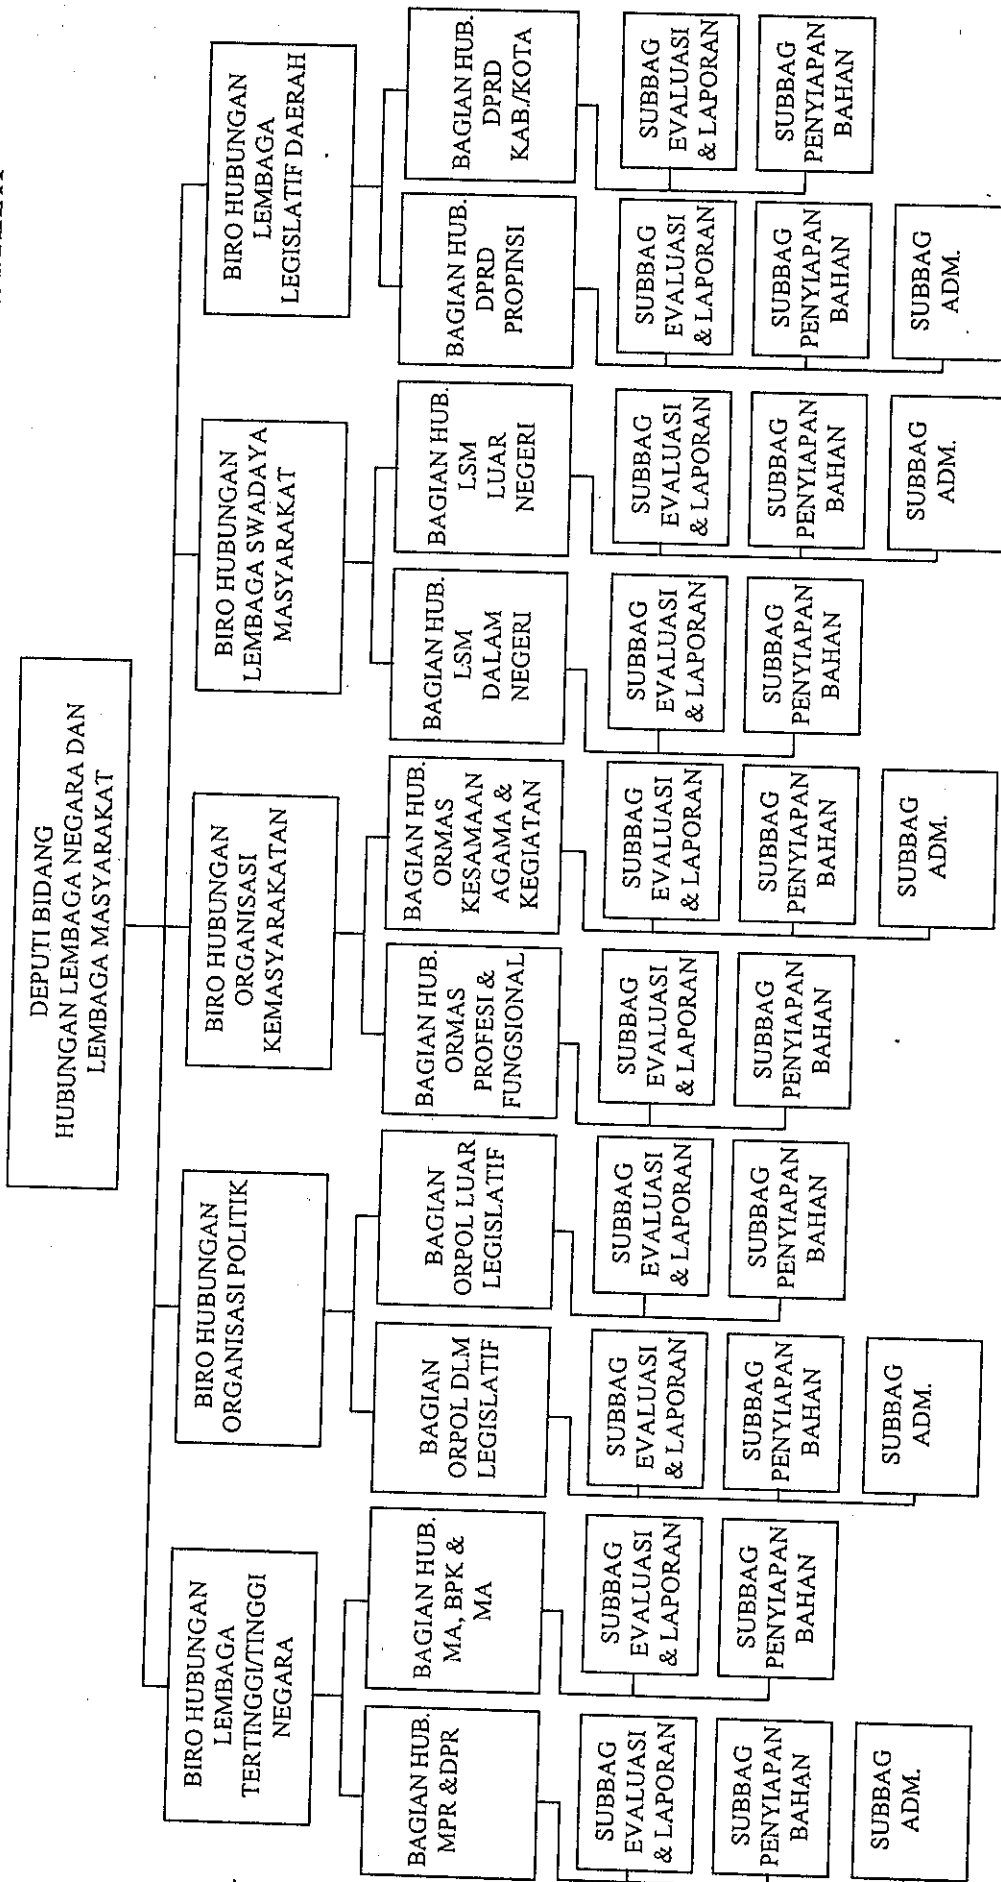 DEPUTI BIDANG
HUBUNGAN LEMBAGA NEGARA DAN
LEMBAGA MASYARAKAT
BIRO HUBUNGAN
LEMBAGA
TERTINGGI/TINGGI
NEGARA
BIRO HUBUNGAN
ORGANISASI POLITIK
BIRO HUBUNGAN
ORGANISASI
KEMASYARAKATAN
BIRO HUBUNGAN
LEMBAGA SWADAYA
MASYARAKAT
BIRO HUBUNGAN
LEMBAGA
LEGISLATIF DAERAH
BAGIAN HUB.
MPR &DPR
BAGIAN HUB.
MA, BPK &
MA
BAGIAN
ORPOL DLM
LEGISLATIF
BAGIAN
ORPOL LUAR
LEGISLATIF
BAGIAN HUB.
ORMAS
PROFESI &
FUNGSIONAL
BAGIAN HUB.
ORMAS
KESAMAAN
AGAMA &
KEGIATAN
BAGIAN HUB.
LSM
DALAM
NEGERI
BAGIAN HUB.
LSM
LUAR
NEGERI
BAGIAN HUB.
DPRD
PROPINSI
BAGIAN HUB.
DPRD
KAB./KOTA
SUBBAG
EVALUASI
& LAPORAN
SUBBAG
EVALUASI
& LAPORAN
SUBBAG
EVALUASI
& LAPORAN
SUBBAG
EVALUASI
& LAPORAN
SUBBAG
EVALUASI
& LAPORAN
SUBBAG
EVALUASI
& LAPORAN
SUBBAG
EVALUASI
& LAPORAN
SUBBAG
EVALUASI
& LAPORAN
SUBBAG
EVALUASI
& LAPORAN
SUBBAG
EVALUASI
& LAPORAN
SUBBAG
PENYIAPAN
BAHAN
SUBBAG
PENYIAPAN
BAHAN
SUBBAG
PENYIAPAN
BAHAN
SUBBAG
PENYIAPAN
BAHAN
SUBBAG
PENYIAPAN
BAHAN
SUBBAG
PENYIAPAN
BAHAN
SUBBAG
PENYIAPAN
BAHAN
SUBBAG
PENYIAPAN
BAHAN
SUBBAG
PENYIAPAN
BAHAN
SUBBAG
PENYIAPAN
BAHAN
SUBBAG
ADM.
SUBBAG
ADM.
SUBBAG
ADM.
SUBBAG
ADM.
SUBBAG
ADM.